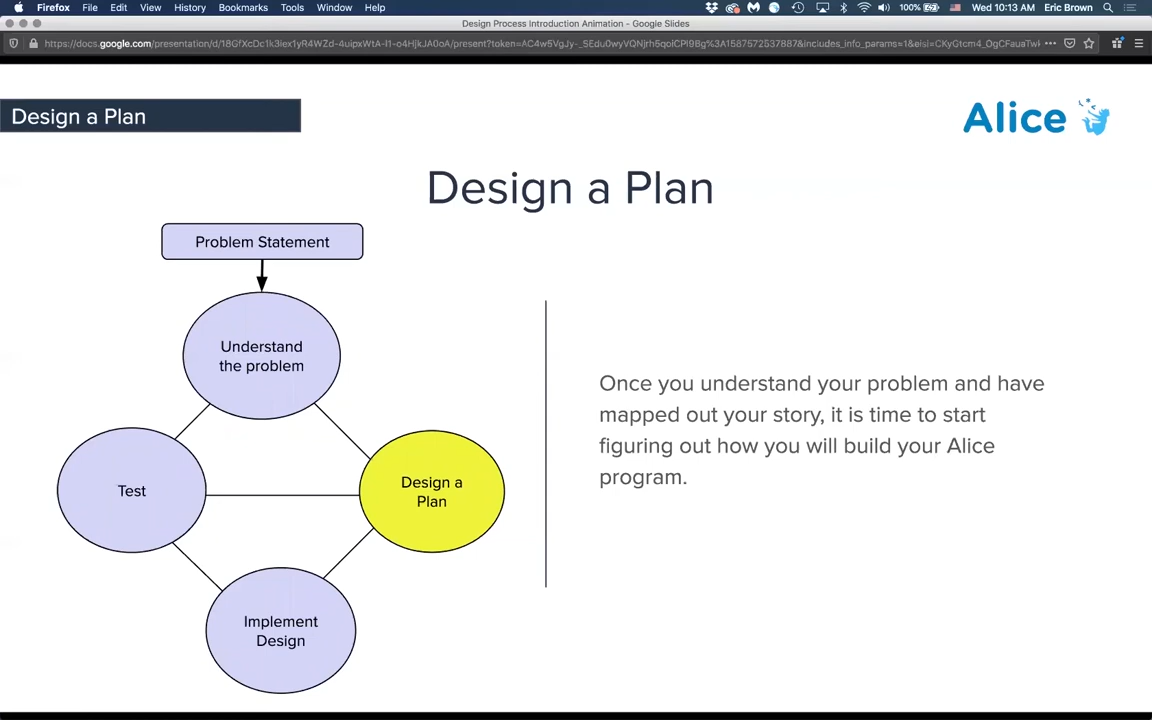 Firefox File Edit View History Bookmarks Tools Window Help 100% Wed 10:13 AM Eric Brown
Design Process Introduction Animation - Google Slides
Design a Plan
Alice
Design a Plan
Problem Statement
Understand
the problem
Once you understand your problem and have
mapped out your story, it is time to start
figuring out how you will build your Alice
program.
Test
Design a
Plan
Implement
Design